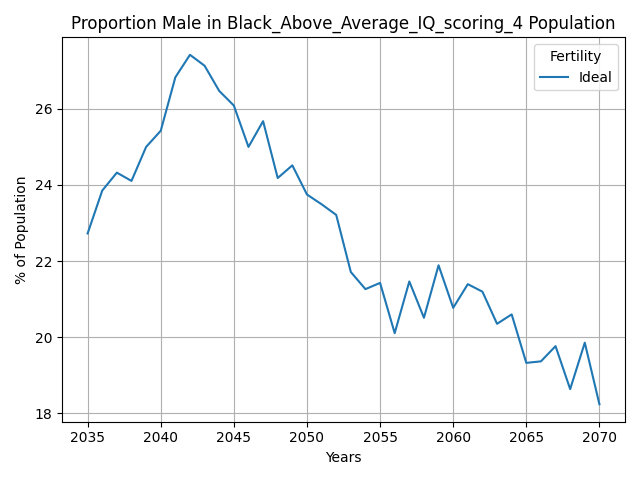 Proportion Male in Black_Above_Average_IQ_scoring_4 Population
Fertility
Ideal
% of Population
26
24
22
20
18
2035 2040 2045 2050 2055 2060 2065 2070
Years